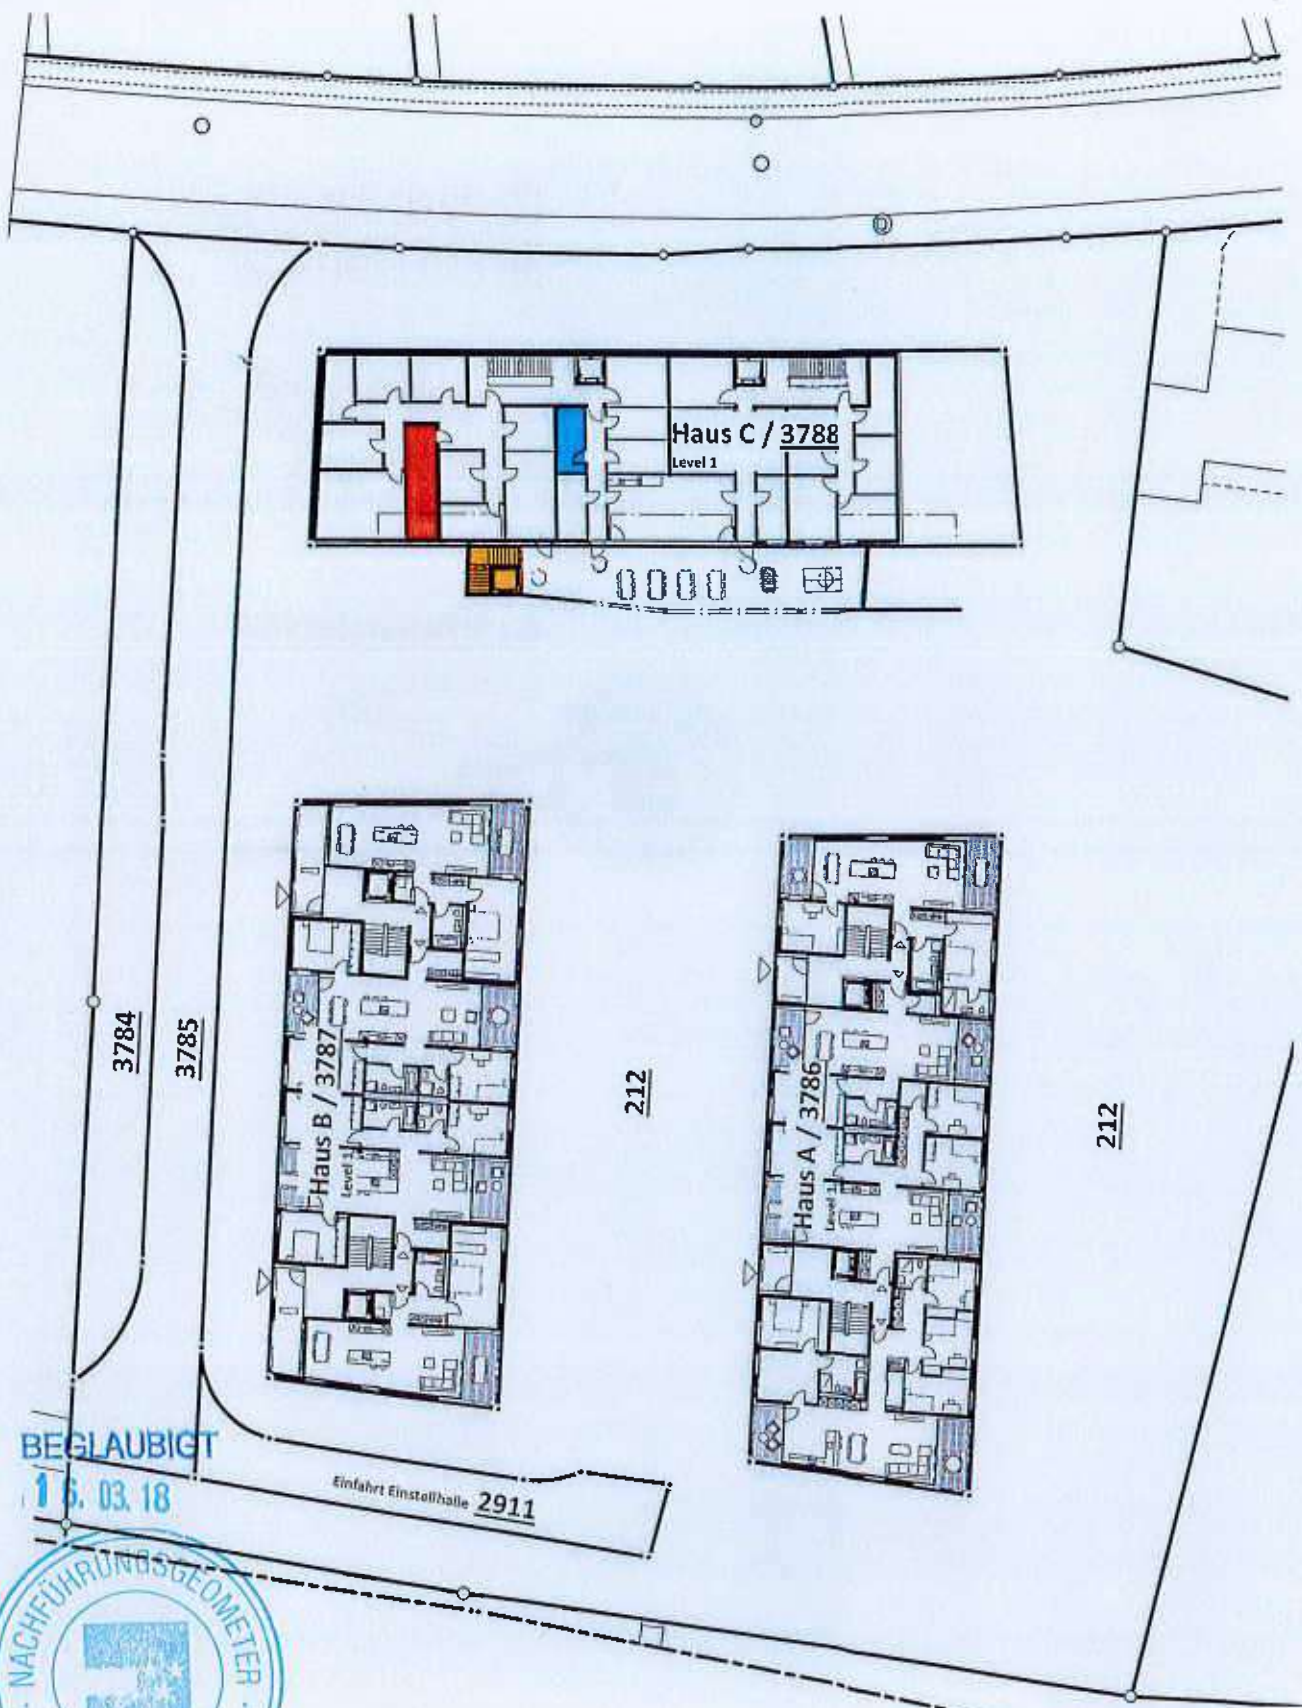 Haus C / 3788
Level 1
3784
3785
Haus B / 3787
Level 1
212
Haus A / 3786
Level 1
212
BEGLAUBIGT
16. 03. 18
Einfahrt Einstellhalle 2911
NACHFÜHRUNGSGEOMETER